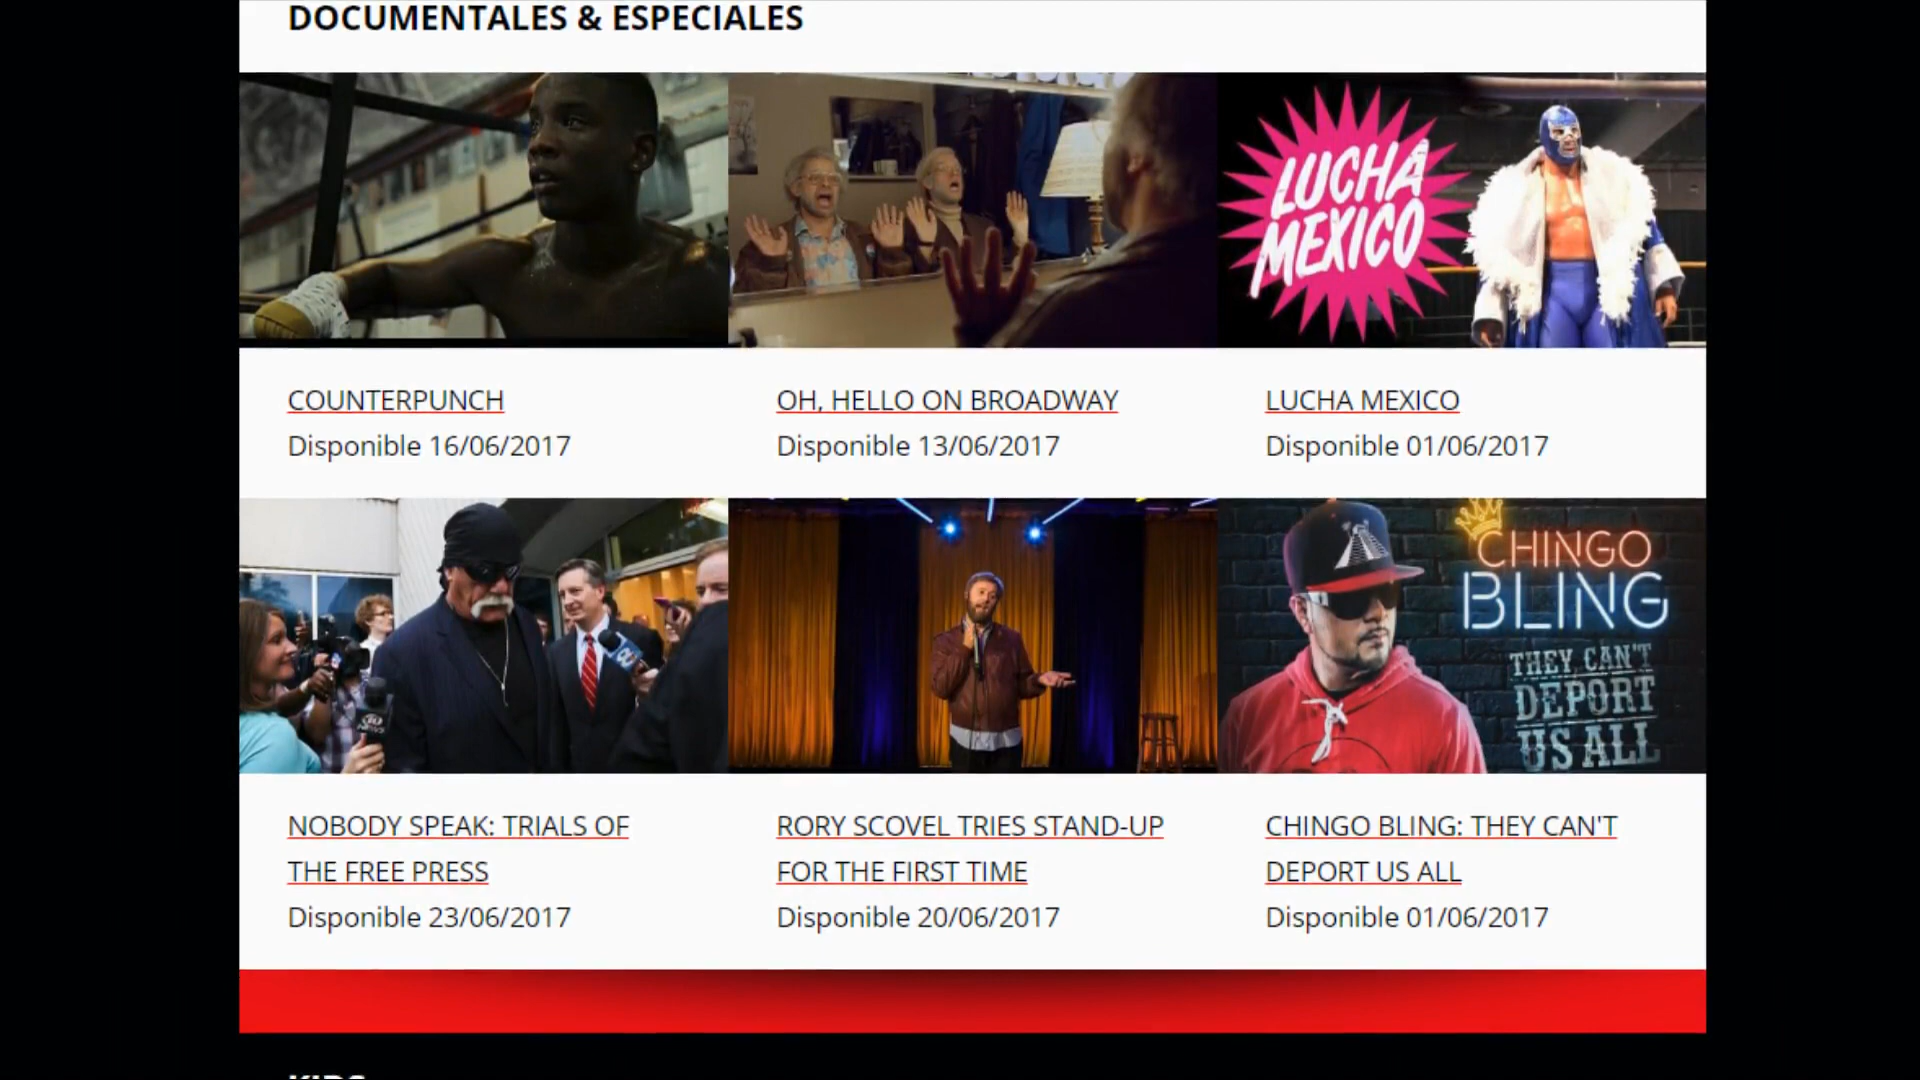 DOCUMENTALES & ESPECIALES
LUCHA
MEXICO
COUNTERPUNCH
Disponible 16/06/2017
OH, HELLO ON BROADWAY
Disponible 13/06/2017
LUCHA MEXICO
Disponible 01/06/2017
10
NEWS
CHINGO
BLING
THEY CAN'T
DEPORT
US ALL
NOBODY SPEAK: TRIALS OF
THE FREE PRESS
Disponible 23/06/2017
RORY SCOVEL TRIES STAND-UP
FOR THE FIRST TIME
Disponible 20/06/2017
CHINGO BLING: THEY CAN'T
DEPORT US ALL
Disponible 01/06/2017
KIDS